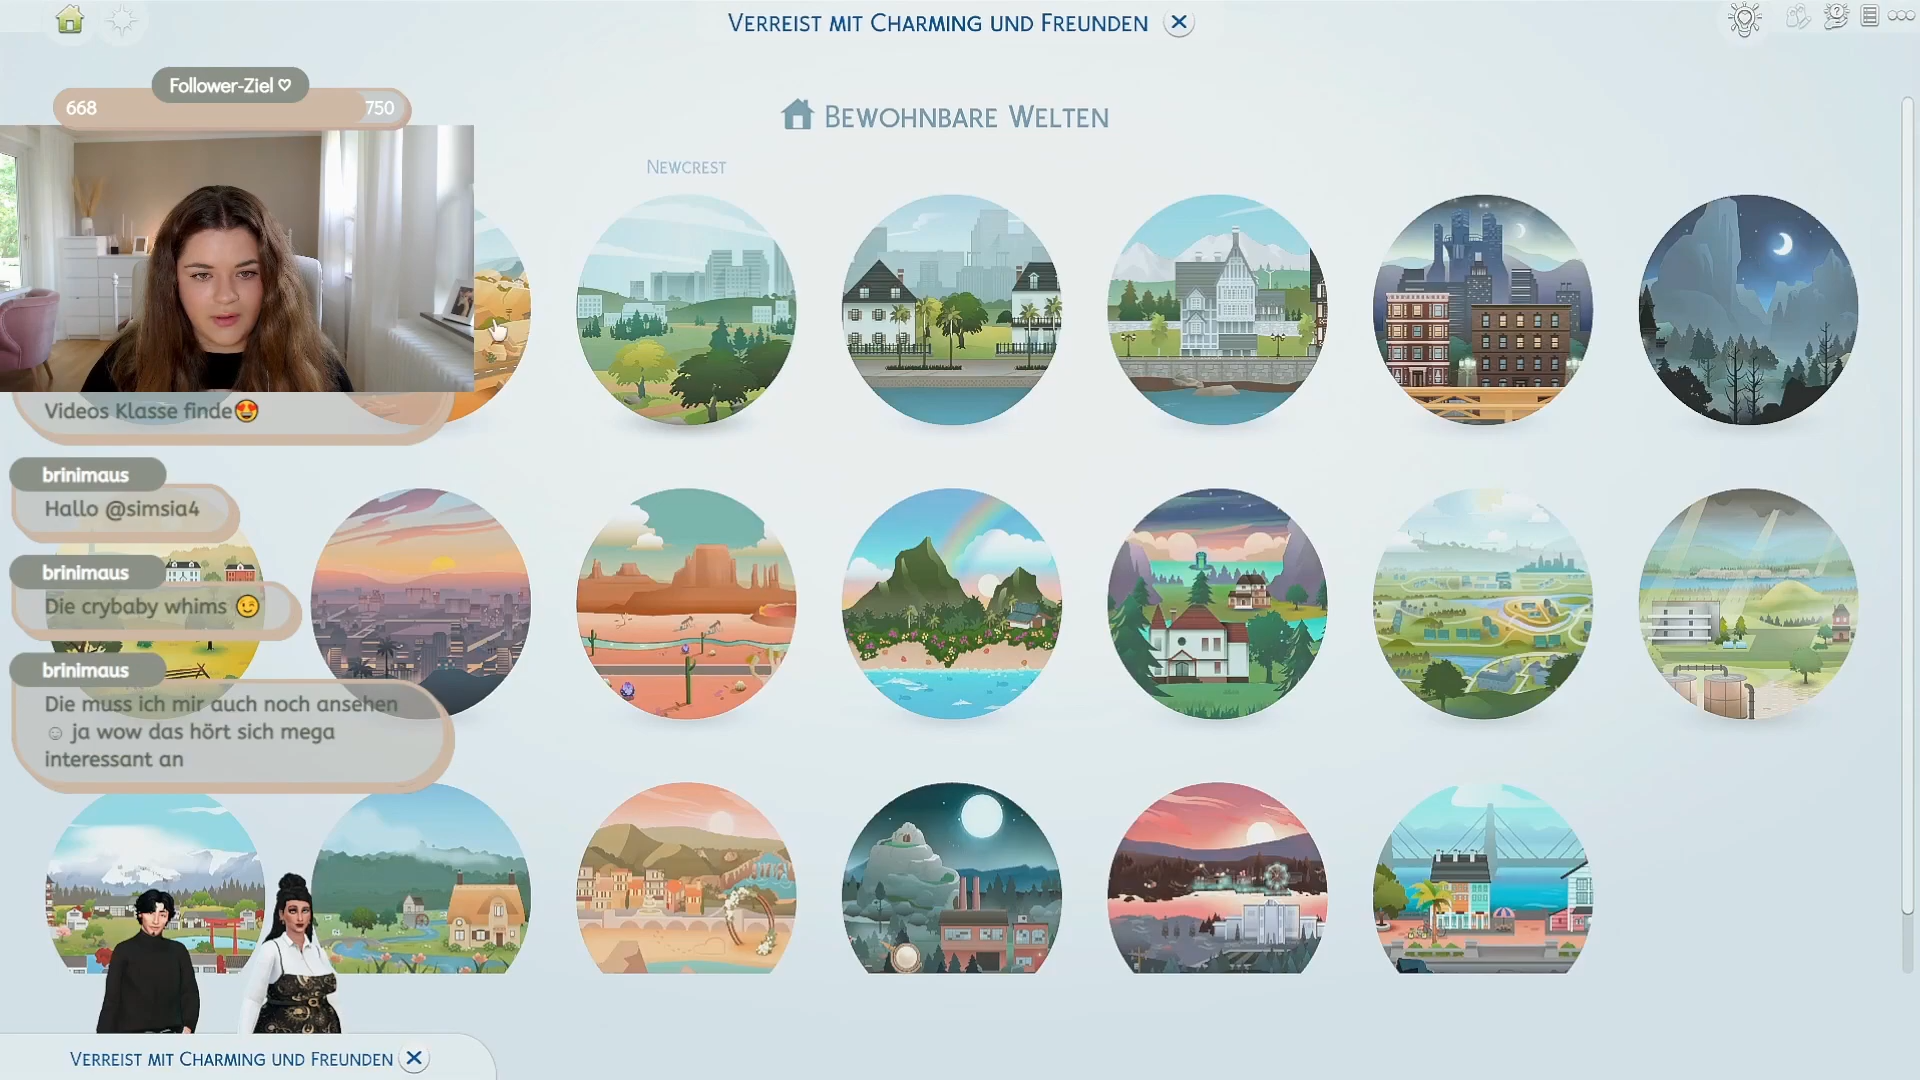 VERREIST MIT CHARMING UND FREUNDEN
Follower-Ziel ♡
668
750
BEWOHNBARE WELTEN
NEWCREST
Videos Klasse finde😍
brinimaus
Hallo @simsia4
brinimaus
Die crybaby whims 😉
brinimaus
Die muss ich mir auch noch ansehen
☺ ja wow das hört sich mega
interessant an
VERREIST MIT CHARMING UND FREUNDEN